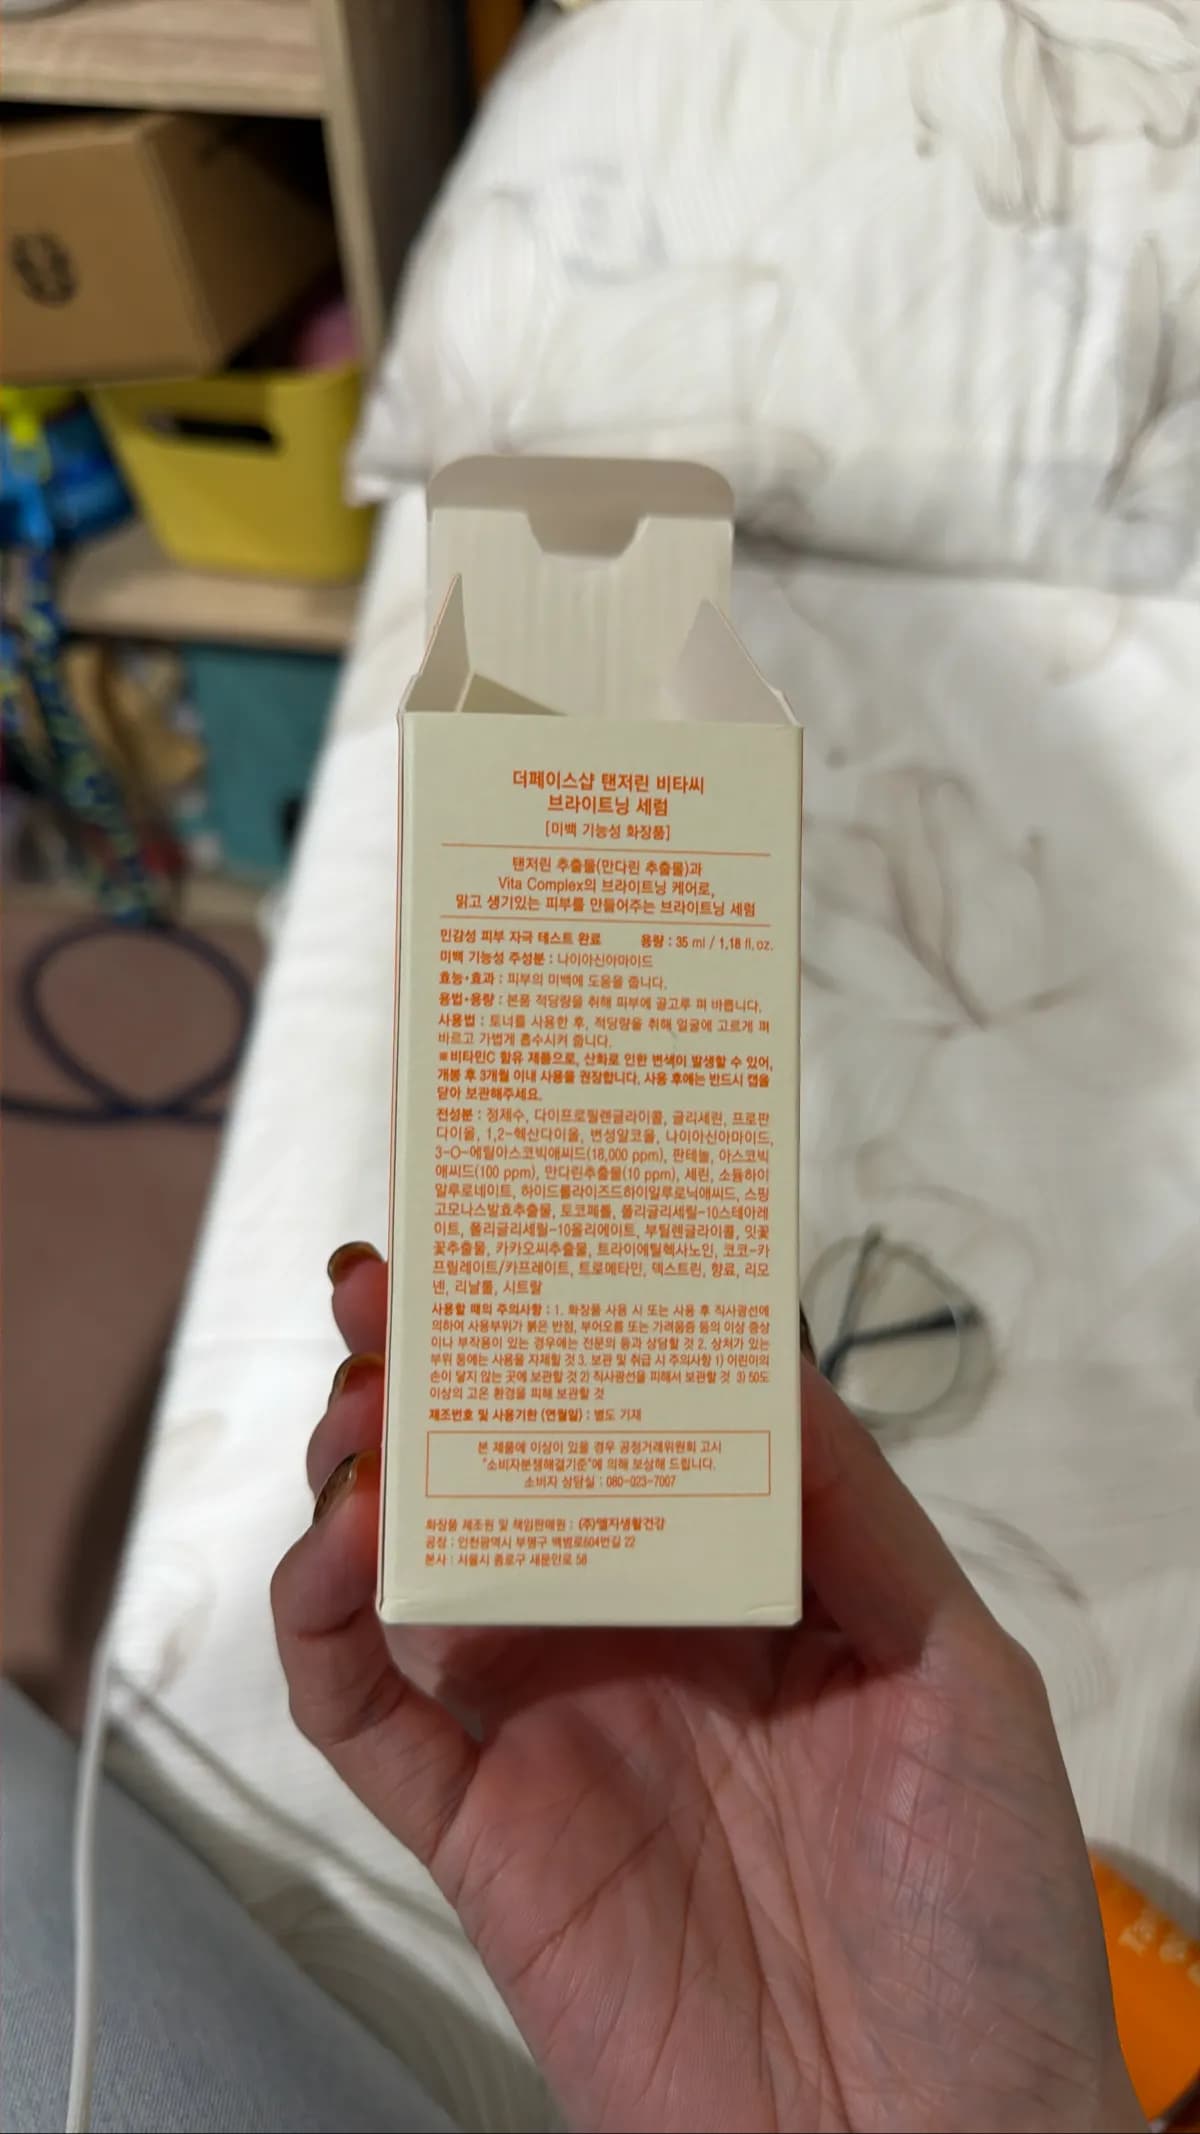 더페이스샵 탠저린 비타씨
브라이트닝 세럼
[미백 기능성 화장품]
탠저린 추출물(만다린 추출물)과
Vita Complex의 브라이트닝 케어로,
맑고 생기있는 피부를 만들어주는 브라이트닝 세럼
민감성 피부 자극 테스트 완료 용량 : 35 ml / 1.18 fl.oz.
미백 기능성 주성분 : 나이아신아마이드
효능·효과 : 피부의 미백에 도움을 줍니다.
용법·용량 : 본품 적당량을 취해 피부에 골고루 펴 바릅니다.
사용법 : 토너를 사용한 후, 적당량을 취해 얼굴에 고르게 펴
바르고 가볍게 흡수시켜 줍니다.
※비타민C 함유 제품으로, 산화로 인한 변색이 발생할 수 있어,
개봉 후 3개월 이내 사용을 권장합니다. 사용 후에는 반드시 캡을
닫아 보관해주세요.
전성분 : 정제수, 다이프로필렌글라이콜, 글리세린, 프로판
다이올, 1,2-헥산다이올, 변성알코올, 나이아신아마이드,
3-O-에틸아스코빅애씨드(18,000 ppm), 판테놀, 아스코빅
애씨드(100 ppm), 만다린추출물(10 ppm), 세린, 소듐하이
알루로네이트, 하이드롤라이즈드하이알루로닉애씨드, 스핑
고모나스발효추출물, 토코페롤, 폴리글리세릴-10스테아레
이트, 폴리글리세릴-10올리에이트, 부틸렌글라이콜, 잇꽃
꽃추출물, 카카오씨추출물, 트라이에틸헥사노인, 코코-카
프릴레이트/카프레이트, 트로메타민, 덱스트린, 향료, 리모
넨, 리날룰, 시트랄
사용할 때의 주의사항 : 1. 화장품 사용 시 또는 사용 후 직사광선에
의하여 사용부위가 붉은 반점, 부어오름 또는 가려움증 등의 이상 증상
이나 부작용이 있는 경우에는 전문의 등과 상담할 것 2. 상처가 있는
부위 등에는 사용을 자제할 것 3. 보관 및 취급 시 주의사항 1) 어린이의
손이 닿지 않는 곳에 보관할 것 2) 직사광선을 피해서 보관할 것 3) 50도
이상의 고온 환경을 피해 보관할 것
제조번호 및 사용기한 (연월일) : 별도 기재
본 제품에 이상이 있을 경우 공정거래위원회 고시
"소비자분쟁해결기준"에 의해 보상해 드립니다.
소비자 상담실 : 080-023-7007
화장품 제조원 및 책임판매원 : (주)엘지생활건강
공장 : 인천광역시 부평구 백범로604번길 22
본사 : 서울시 종로구 새문안로 58